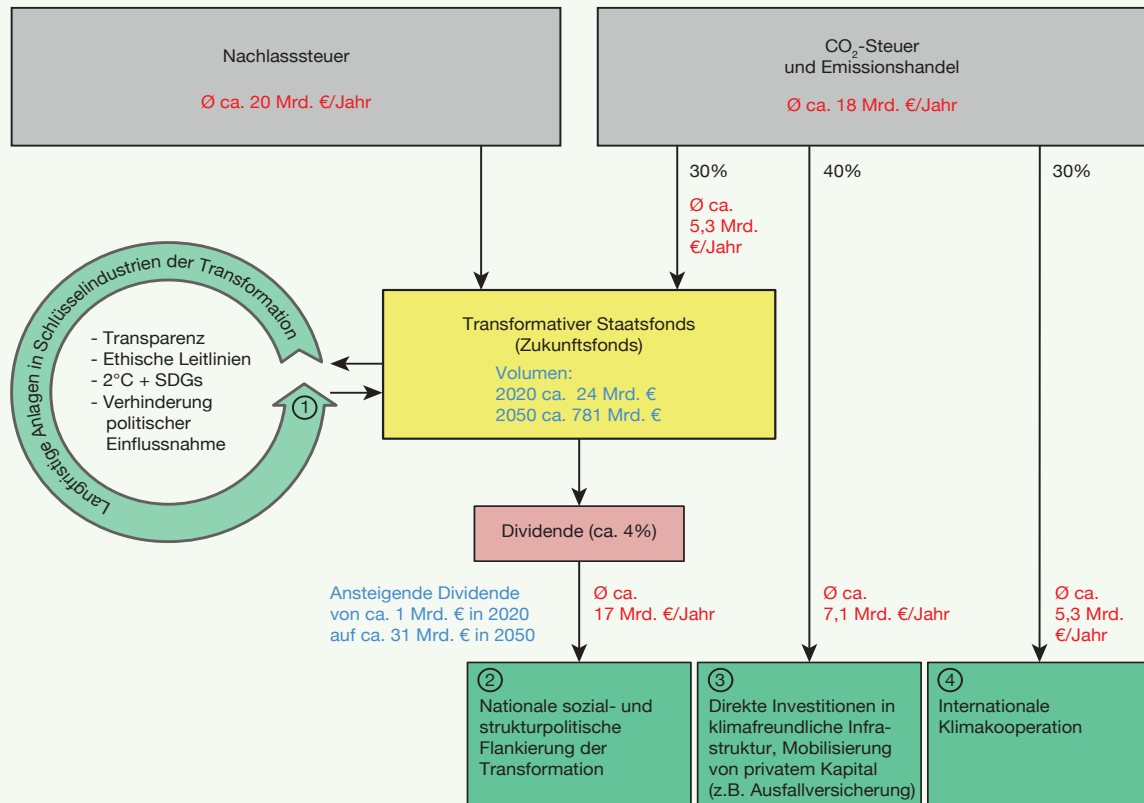 Nachlasssteuer
Ø ca. 20 Mrd. €/Jahr
CO₂-Steuer
und Emissionshandel
Ø ca. 18 Mrd. €/Jahr
30%
40%
30%
Ø ca.
5,3 Mrd.
€/Jahr
Langfristige Anlagen in Schlüsselindustrien der Transformation
- Transparenz
- Ethische Leitlinien
- 2°C + SDGs
- Verhinderung
politischer
Einflussnahme
1
Transformativer Staatsfonds
(Zukunftsfonds)
Volumen:
2020 ca. 24 Mrd. €
2050 ca. 781 Mrd. €
Dividende (ca. 4%)
Ansteigende Dividende
von ca. 1 Mrd. € in 2020
auf ca. 31 Mrd. € in 2050
Ø ca.
17 Mrd. €/Jahr
Ø ca.
7,1 Mrd. €/Jahr
Ø ca.
5,3 Mrd.
€/Jahr
2
Nationale sozial- und
strukturpolitische
Flankierung der
Transformation
3
Direkte Investitionen in
klimafreundliche Infra-
struktur, Mobilisierung
von privatem Kapital
(z.B. Ausfallversicherung)
4
Internationale
Klimakooperation